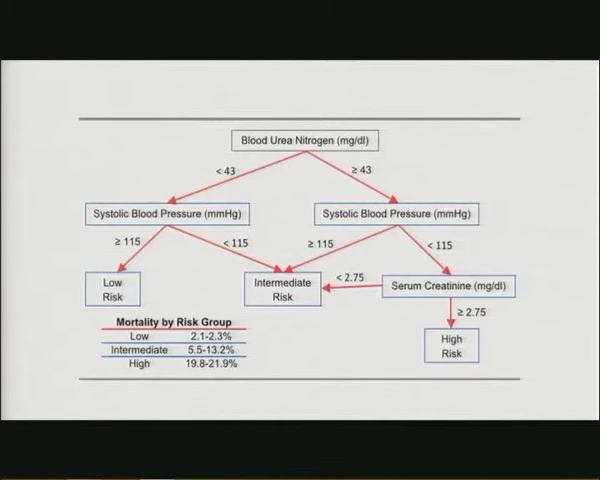 Blood Urea Nitrogen (mg/dl)
< 43
≥ 43
Systolic Blood Pressure (mmHg)
Systolic Blood Pressure (mmHg)
≥ 115
< 115
≥ 115
< 115
Low
Risk
Intermediate
Risk
< 2.75
Serum Creatinine (mg/dl)
≥ 2.75
High
Risk
Mortality by Risk Group
Low 2.1-2.3%
Intermediate 5.5-13.2%
High 19.8-21.9%